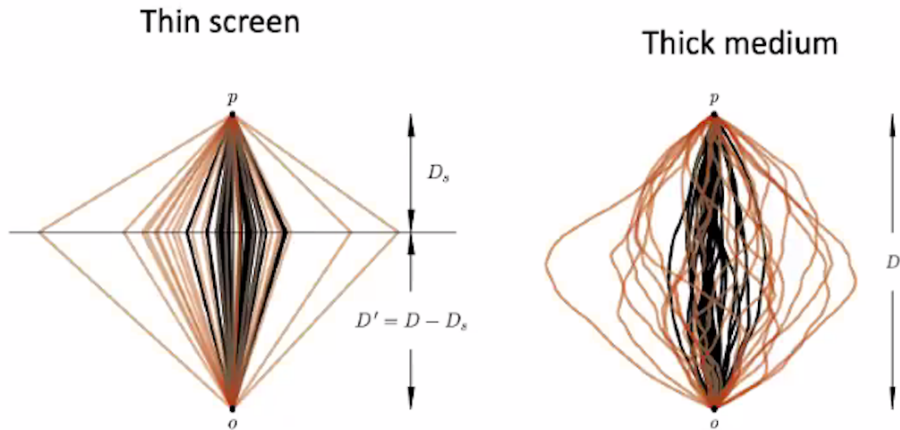 Thin screen
p
D_s
D' = D − D_s
o
Thick medium
p
D
o